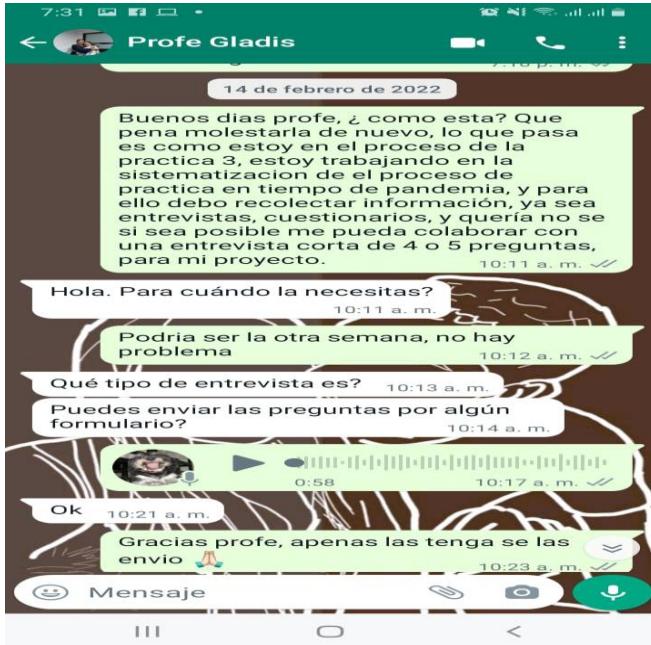 7:31
Profe Gladis
14 de febrero de 2022
Buenos dias profe, ¿ como esta? Que
pena molestarla de nuevo, lo que pasa
es como estoy en el proceso de la
practica 3, estoy trabajando en la
sistematizacion de el proceso de
practica en tiempo de pandemia, y para
ello debo recolectar información, ya sea
entrevistas, cuestionarios, y quería no se
si sea posible me pueda colaborar con
una entrevista corta de 4 o 5 preguntas,
para mi proyecto.
10:11 a. m.
Hola. Para cuándo la necesitas?
10:11 a. m.
Podria ser la otra semana, no hay
problema
10:12 a. m.
Qué tipo de entrevista es?
10:13 a. m.
Puedes enviar las preguntas por algún
formulario?
10:14 a. m.
0:58
10:17 a. m.
Ok
10:21 a. m.
Gracias profe, apenas las tenga se las
envio
10:23 a. m.
Mensaje